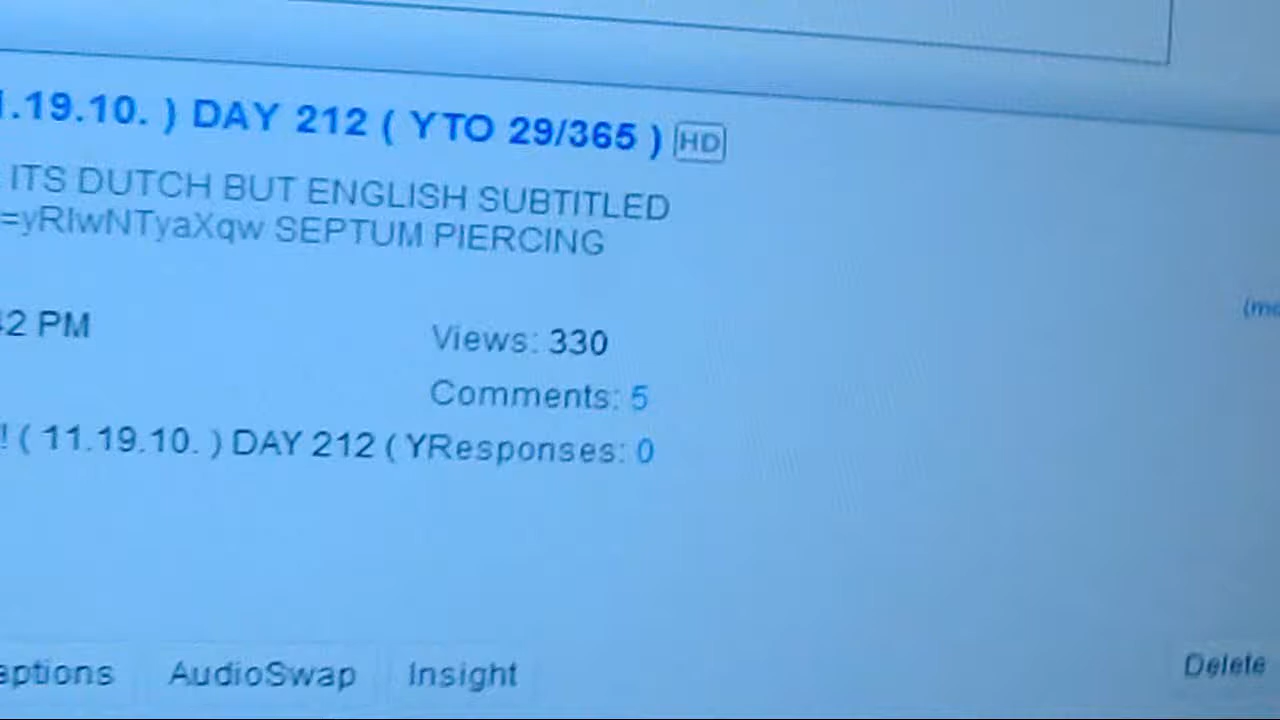 .19.10. ) DAY 212 ( YTO 29/365 ) HD
ITS DUTCH BUT ENGLISH SUBTITLED
=yRIwNTyaXqw SEPTUM PIERCING
2 PM
Views: 330
(mo
Comments: 5
! ( 11.19.10. ) DAY 212 ( YResponses: 0
aptions AudioSwap Insight
Delete